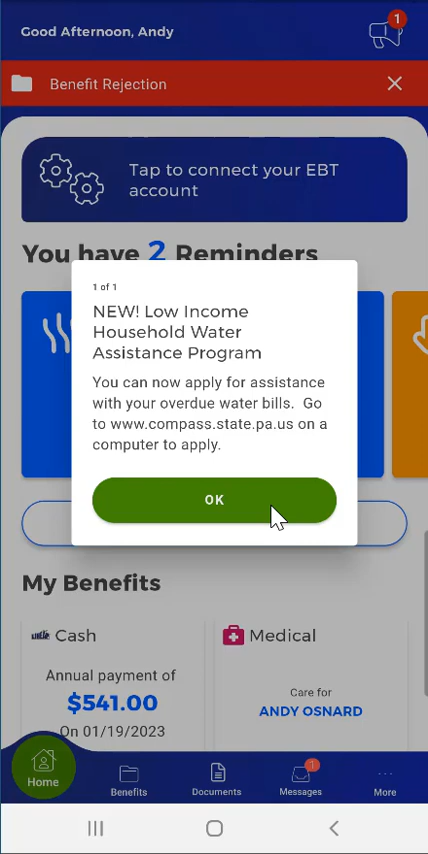 Good Afternoon, Andy
1
Benefit Rejection
Tap to connect your EBT
account
You have 2 Reminders
1 of 1
NEW! Low Income
Household Water
Assistance Program
You can now apply for assistance
with your overdue water bills. Go
to www.compass.state.pa.us on a
computer to apply.
OK
My Benefits
Cash
Annual payment of
$541.00
On 01/19/2023
Medical
Care for
ANDY OSNARD
Home
Benefits
Documents
1
Messages
More